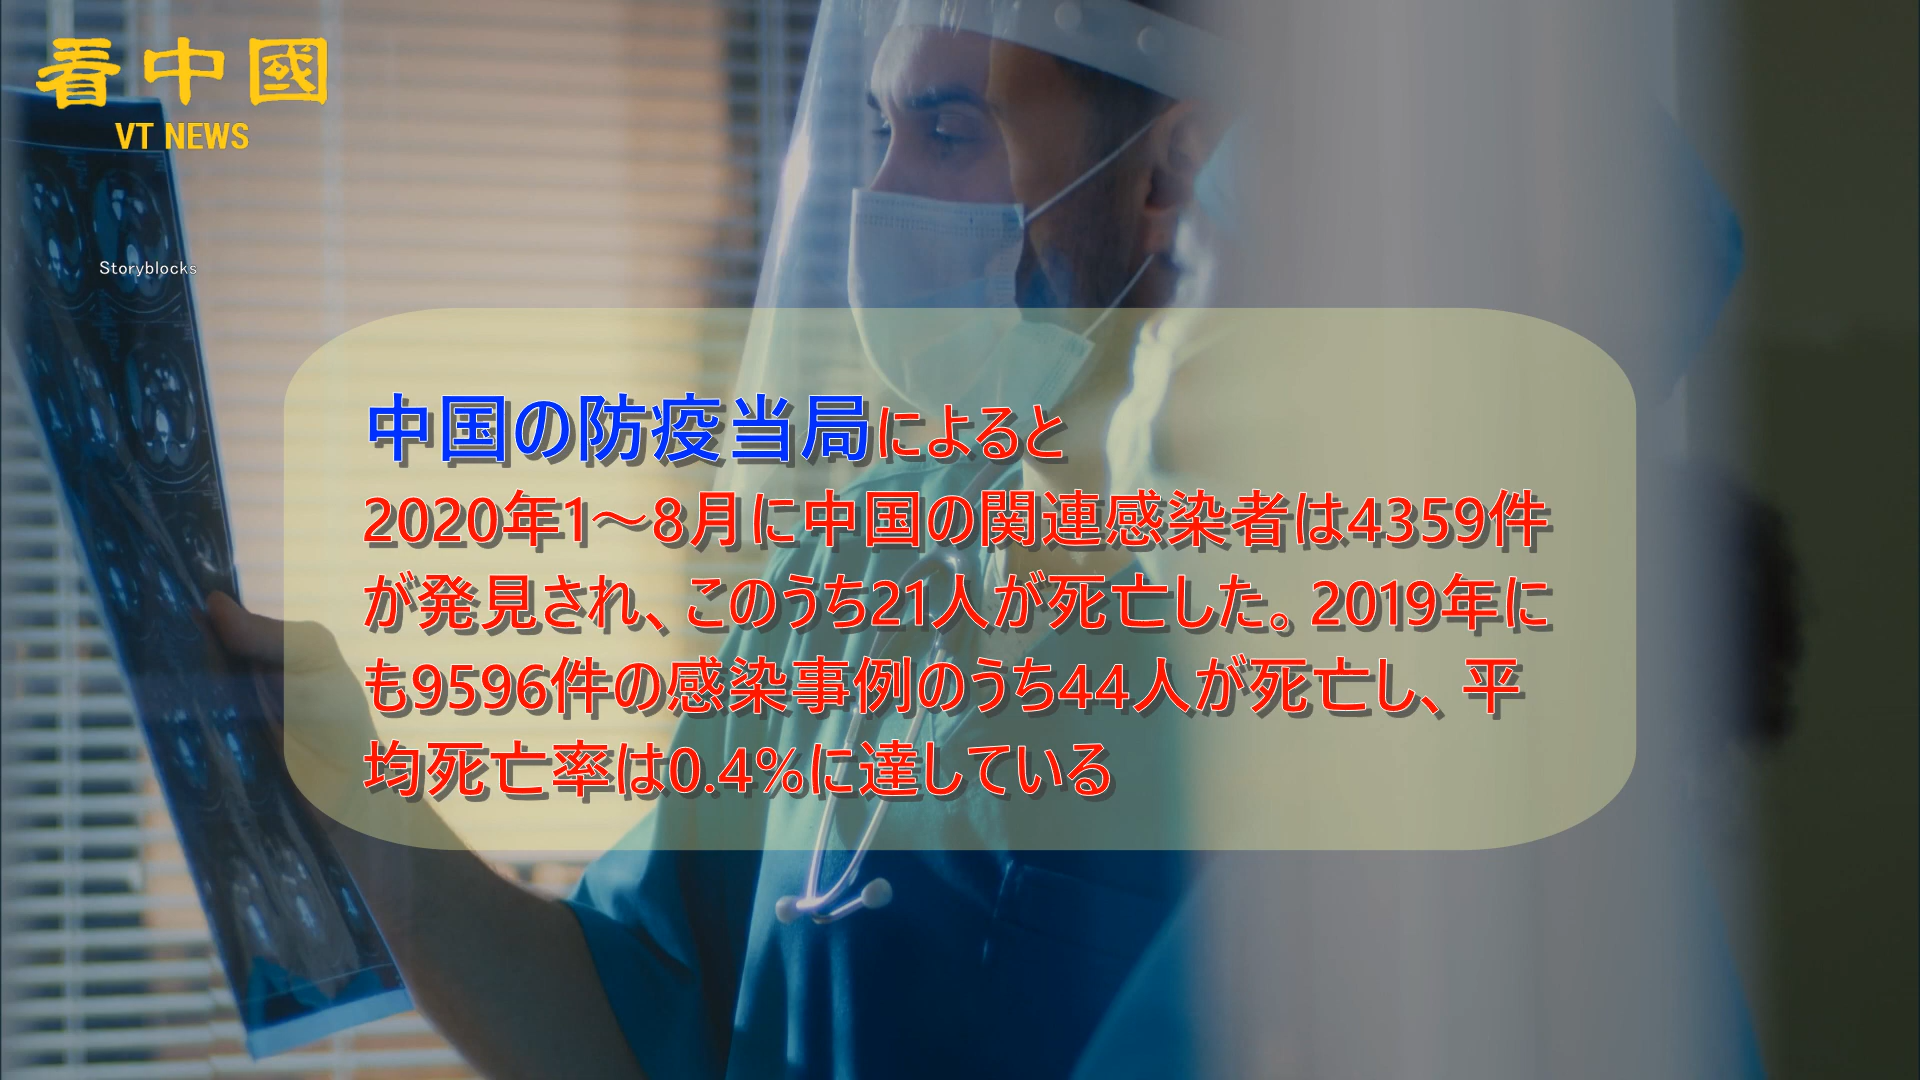 看中國
VT NEWS
Storyblocks
中国の防疫当局によると
2020年1～8月に中国の関連感染者は4359件
が発見され、このうち21人が死亡した。2019年に
も9596件の感染事例のうち44人が死亡し、平
均死亡率は0.4%に達している